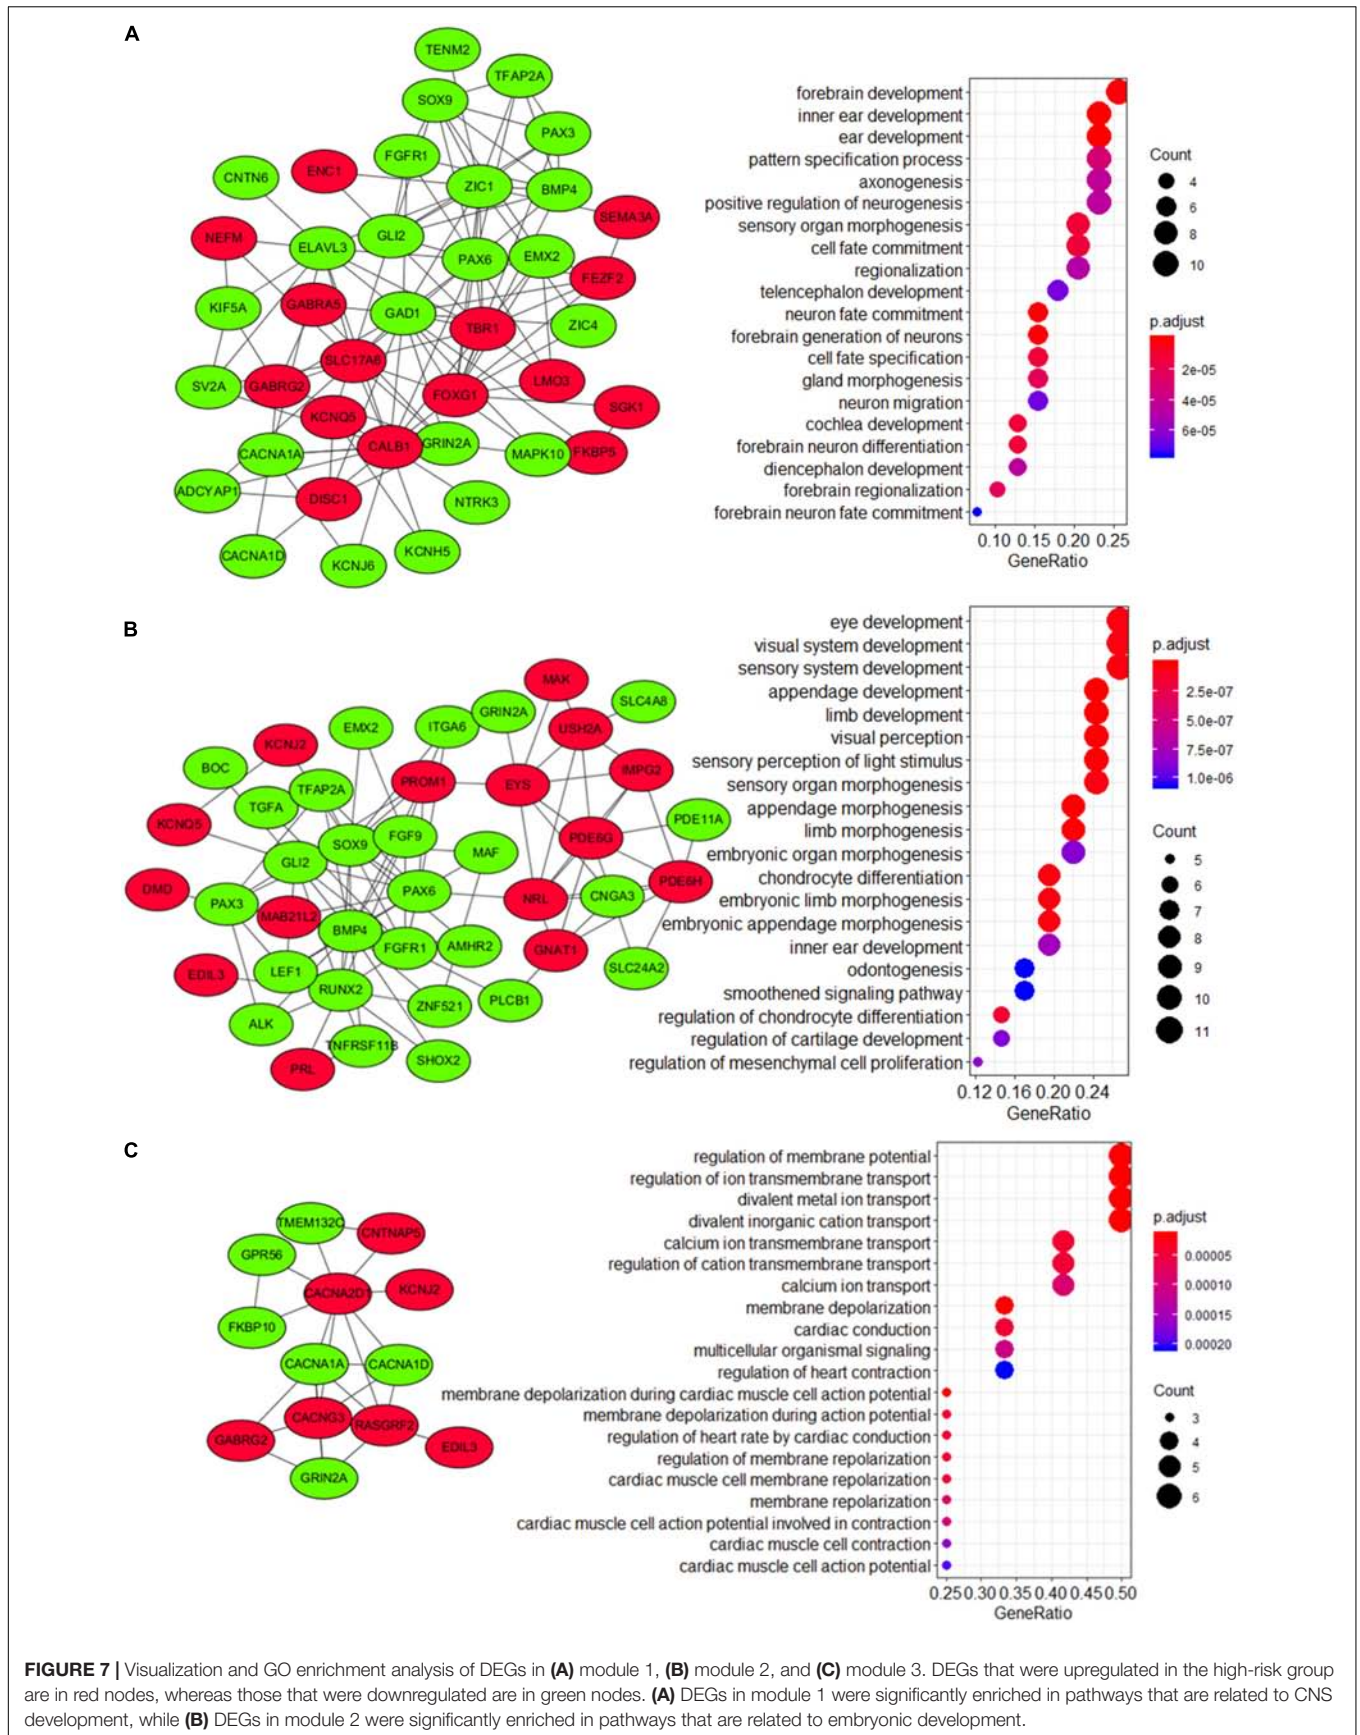 A
TENM2
TFAP2A
SOX9
PAX3
FGFR1
ENC1
CNTN6
ZIC1
BMP4
SEMA3A
NEFM
GLI2
ELAVL3
PAX6
EMX2
FEZF2
KIF5A
GABRA5
GAD1
TBR1
ZIC4
SLC17A6
SV2A
GABRG2
LMO3
FOXG1
SGK1
KCNQ5
CALB1
GRIN2A
CACNA1A
MAPK10
FKBP5
ADCYAP1
DISC1
NTRK3
CACNA1D
KCNJ6
KCNH5
forebrain development
inner ear development
ear development
pattern specification process
axonogenesis
positive regulation of neurogenesis
sensory organ morphogenesis
cell fate commitment
regionalization
telencephalon development
neuron fate commitment
forebrain generation of neurons
cell fate specification
gland morphogenesis
neuron migration
cochlea development
forebrain neuron differentiation
diencephalon development
forebrain regionalization
forebrain neuron fate commitment
0.10 0.15 0.20 0.25
GeneRatio
Count
4
6
8
10
p.adjust
2e-05
4e-05
6e-05
B
MAK
SLC4A8
GRIN2A
ITGA6
EMX2
USH2A
KCNJ2
BOC
PROM1
EYS
IMPG2
TFAP2A
TGFA
KCNQ5
PDE11A
SOX9
FGF9
PDE6G
GLI2
MAF
DMD
PAX6
PDE6H
PAX3
NRL
CNGA3
MAB21L2
BMP4
FGFR1
AMHR2
GNAT1
EDIL3
LEF1
SLC24A2
RUNX2
ZNF521
PLCB1
ALK
TNFRSF11B
SHOX2
PRL
eye development
visual system development
sensory system development
appendage development
limb development
visual perception
sensory perception of light stimulus
sensory organ morphogenesis
appendage morphogenesis
limb morphogenesis
embryonic organ morphogenesis
chondrocyte differentiation
embryonic limb morphogenesis
embryonic appendage morphogenesis
inner ear development
odontogenesis
smoothened signaling pathway
regulation of chondrocyte differentiation
regulation of cartilage development
regulation of mesenchymal cell proliferation
0.12 0.16 0.20 0.24
GeneRatio
p.adjust
2.5e-07
5.0e-07
7.5e-07
1.0e-06
Count
5
6
7
8
9
10
11
C
TMEM132C
CNTNAP5
GPR56
CACNA2D1
KCNJ2
FKBP10
CACNA1A
CACNA1D
CACNG3
RASGRF2
GABRG2
EDIL3
GRIN2A
regulation of membrane potential
regulation of ion transmembrane transport
divalent metal ion transport
divalent inorganic cation transport
calcium ion transmembrane transport
regulation of cation transmembrane transport
calcium ion transport
membrane depolarization
cardiac conduction
multicellular organismal signaling
regulation of heart contraction
membrane depolarization during cardiac muscle cell action potential
membrane depolarization during action potential
regulation of heart rate by cardiac conduction
regulation of membrane repolarization
cardiac muscle cell membrane repolarization
membrane repolarization
cardiac muscle cell action potential involved in contraction
cardiac muscle cell contraction
cardiac muscle cell action potential
0.25 0.30 0.35 0.40 0.45 0.50
GeneRatio
p.adjust
0.00005
0.00010
0.00015
0.00020
Count
3
4
5
6
FIGURE 7 | Visualization and GO enrichment analysis of DEGs in (A) module 1, (B) module 2, and (C) module 3. DEGs that were upregulated in the high-risk group
are in red nodes, whereas those that were downregulated are in green nodes. (A) DEGs in module 1 were significantly enriched in pathways that are related to CNS
development, while (B) DEGs in module 2 were significantly enriched in pathways that are related to embryonic development.